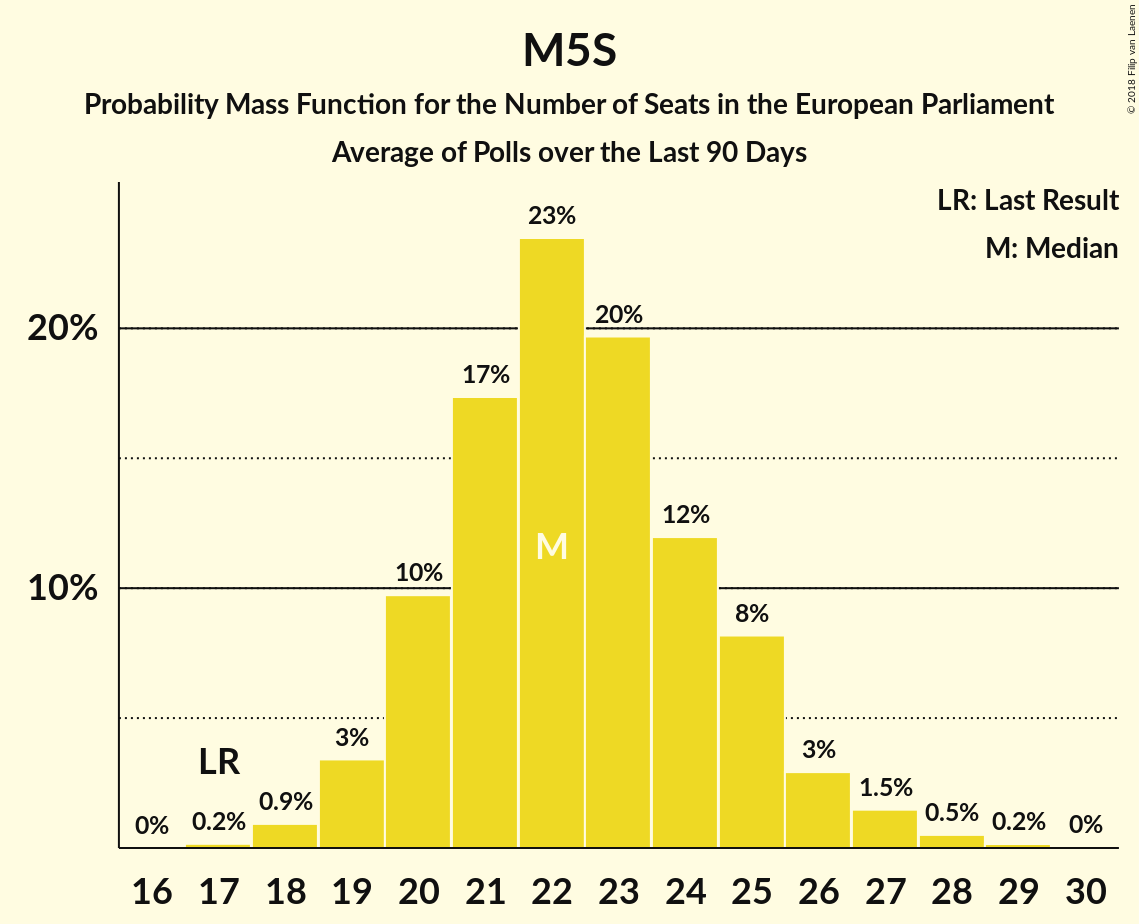 M5S
Probability Mass Function for the Number of Seats in the European Parliament
Average of Polls over the Last 90 Days
© 2018 Filip van Laenen
LR: Last Result
M: Median
20%
10%
0%
0.2%
0.9%
3%
10%
17%
23%
20%
12%
8%
3%
1.5%
0.5%
0.2%
0%
LR
M
16 17 18 19 20 21 22 23 24 25 26 27 28 29 30